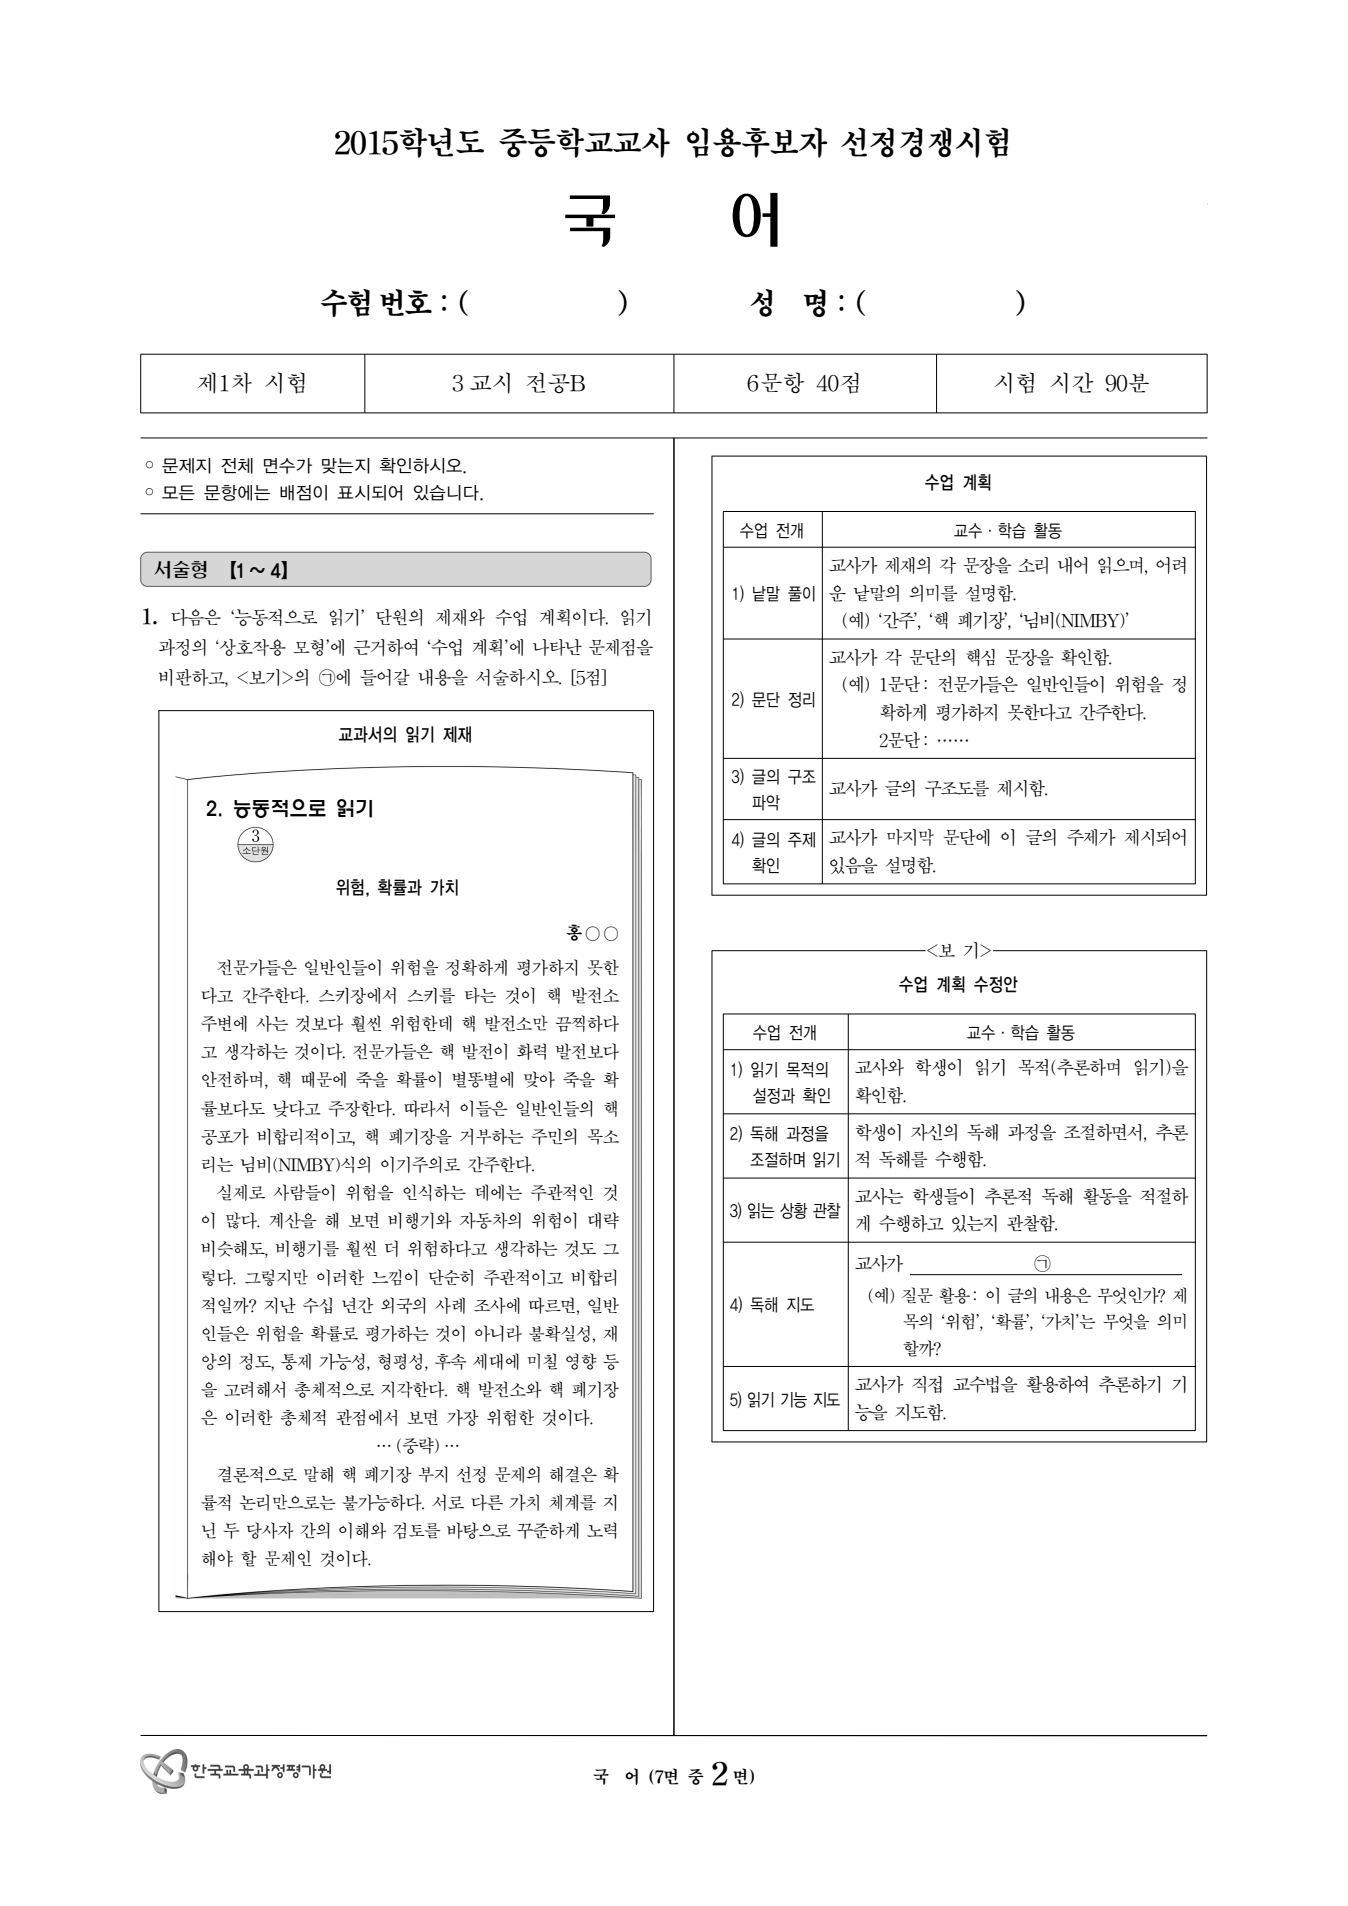 2015학년도 중등학교교사 임용후보자 선정경쟁시험
국 어
수험 번호 : ( ) 성 명 : ( )
제1차 시험 3 교시 전공B 6문항 40점 시험 시간 90분
○ 문제지 전체 면수가 맞는지 확인하시오.
○ 모든 문항에는 배점이 표시되어 있습니다.
서술형 【1 ~ 4】
1. 다음은 ‘능동적으로 읽기’ 단원의 제재와 수업 계획이다. 읽기
과정의 ‘상호작용 모형’에 근거하여 ‘수업 계획’에 나타난 문제점을
비판하고, <보기>의 ㉠에 들어갈 내용을 서술하시오. [5점]
교과서의 읽기 제재
2. 능동적으로 읽기
3
소단원
위험, 확률과 가치
홍○○
전문가들은 일반인들이 위험을 정확하게 평가하지 못한
다고 간주한다. 스키장에서 스키를 타는 것이 핵 발전소
주변에 사는 것보다 훨씬 위험한데 핵 발전소만 끔찍하다
고 생각하는 것이다. 전문가들은 핵 발전이 화력 발전보다
안전하며, 핵 때문에 죽을 확률이 별똥별에 맞아 죽을 확
률보다도 낮다고 주장한다. 따라서 이들은 일반인들의 핵
공포가 비합리적이고, 핵 폐기장을 거부하는 주민의 목소
리는 님비(NIMBY)식의 이기주의로 간주한다.
실제로 사람들이 위험을 인식하는 데에는 주관적인 것
이 많다. 계산을 해 보면 비행기와 자동차의 위험이 대략
비슷해도, 비행기를 훨씬 더 위험하다고 생각하는 것도 그
렇다. 그렇지만 이러한 느낌이 단순히 주관적이고 비합리
적일까? 지난 수십 년간 외국의 사례 조사에 따르면, 일반
인들은 위험을 확률로 평가하는 것이 아니라 불확실성, 재
앙의 정도, 통제 가능성, 형평성, 후속 세대에 미칠 영향 등
을 고려해서 총체적으로 지각한다. 핵 발전소와 핵 폐기장
은 이러한 총체적 관점에서 보면 가장 위험한 것이다.
… (중략) …
결론적으로 말해 핵 폐기장 부지 선정 문제의 해결은 확
률적 논리만으로는 불가능하다. 서로 다른 가치 체계를 지
닌 두 당사자 간의 이해와 검토를 바탕으로 꾸준하게 노력
해야 할 문제인 것이다.
수업 계획
수업 전개 교수 · 학습 활동
1) 낱말 풀이
교사가 제재의 각 문장을 소리 내어 읽으며, 어려
운 낱말의 의미를 설명함.
(예) ‘간주’, ‘핵 폐기장’, ‘님비(NIMBY)’
2) 문단 정리
교사가 각 문단의 핵심 문장을 확인함.
(예) 1문단 : 전문가들은 일반인들이 위험을 정
확하게 평가하지 못한다고 간주한다.
2문단 : ……
3) 글의 구조
파악
교사가 글의 구조도를 제시함.
4) 글의 주제
확인
교사가 마지막 문단에 이 글의 주제가 제시되어
있음을 설명함.
<보 기>
수업 계획 수정안
수업 전개 교수 · 학습 활동
1) 읽기 목적의
설정과 확인
교사와 학생이 읽기 목적(추론하며 읽기)을
확인함.
2) 독해 과정을
조절하며 읽기
학생이 자신의 독해 과정을 조절하면서, 추론
적 독해를 수행함.
3) 읽는 상황 관찰
교사는 학생들이 추론적 독해 활동을 적절하
게 수행하고 있는지 관찰함.
4) 독해 지도
교사가 ㉠
(예) 질문 활용 : 이 글의 내용은 무엇인가? 제
목의 ‘위험’, ‘확률’, ‘가치’는 무엇을 의미
할까?
5) 읽기 기능 지도
교사가 직접 교수법을 활용하여 추론하기 기
능을 지도함.
한국교육과정평가원
국 어 (7면 중 2 면)